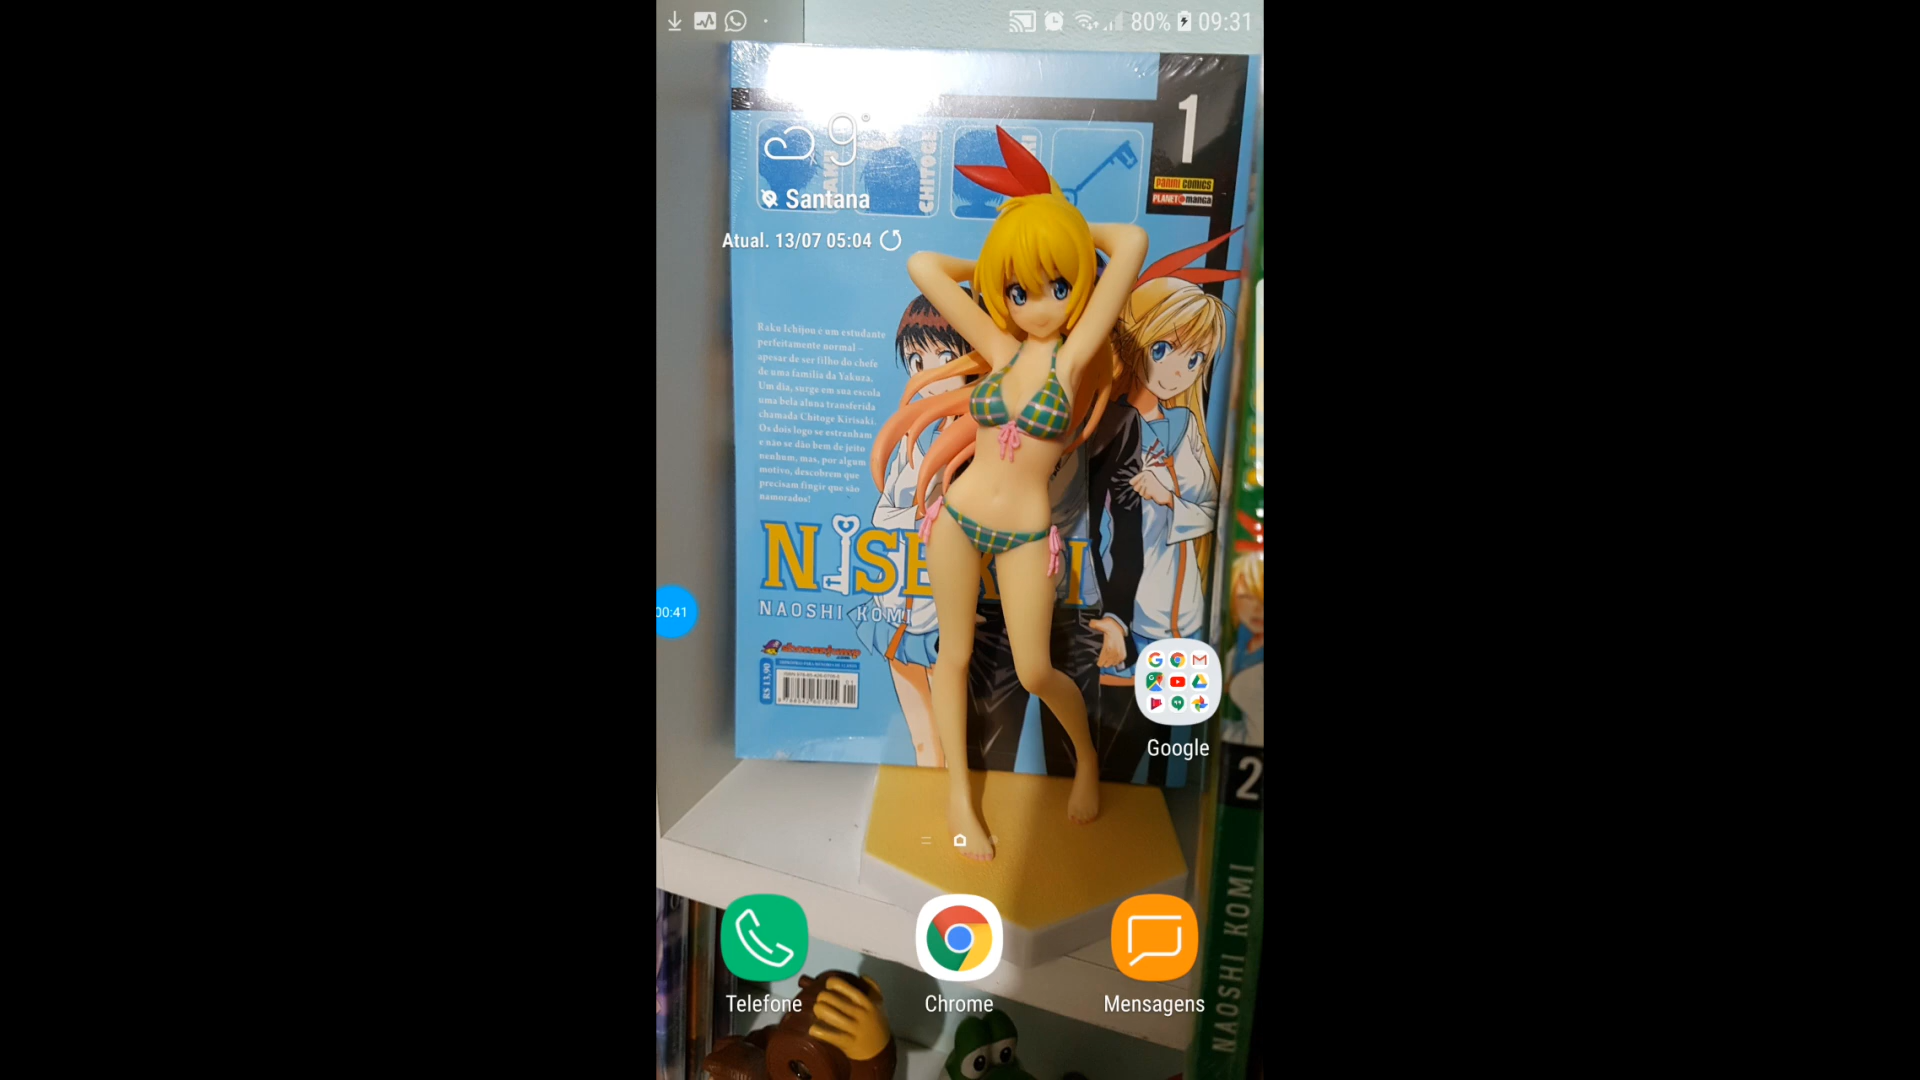 80% 09:31
1
9°
CHITOGE
PANINI COMICS
PLANET manga
Santana
Atual. 13/07 05:04
Raku Ichijou é um estudante
perfeitamente normal –
apesar de ser filho do chefe
de uma família da Yakuza.
Um dia, surge em sua escola
uma bela aluna transferida
chamada Chitoge Kirisaki.
Os dois logo se estranham
e não se dão bem de jeito
nenhum, mas, por algum
motivo, descobrem que
precisam fingir que são
namorados!
NISE I
NAOSHI KOMI
00:41
R$ 13,90
Google
2
NAOSHI KOMI
Telefone
Chrome
Mensagens